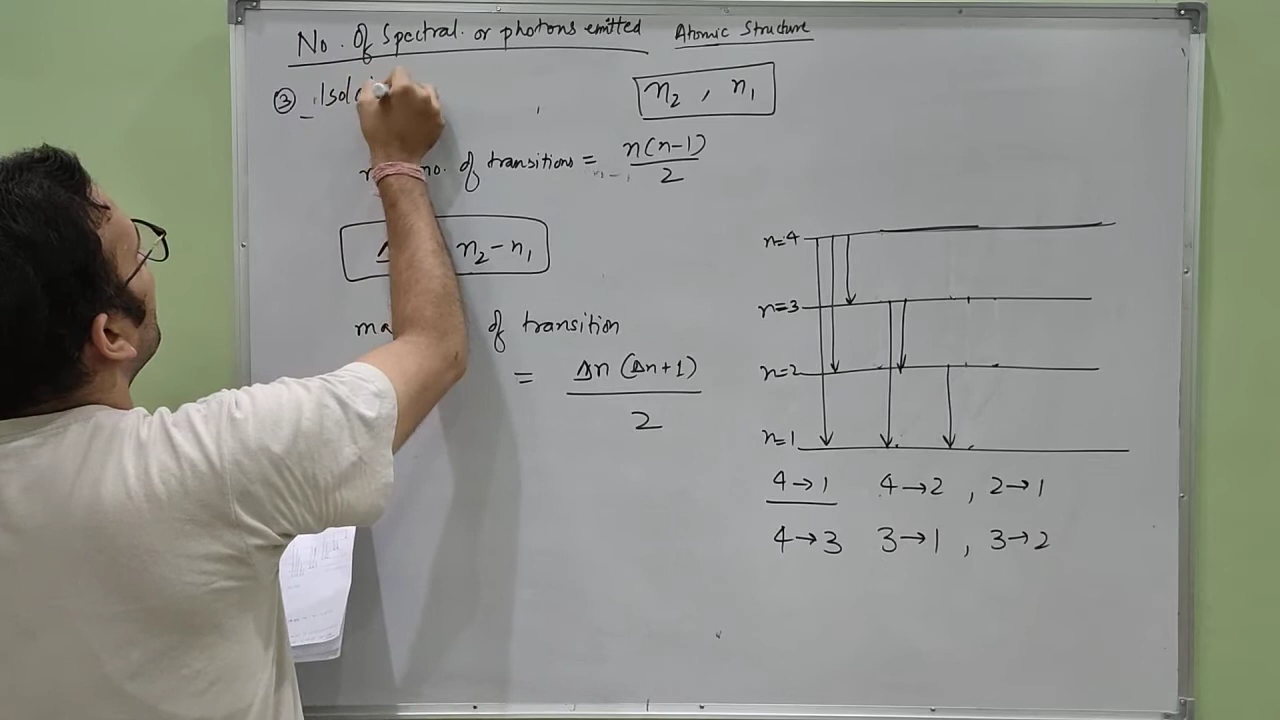 No. Of Spectral. or photons emitted Atomic Structure
③ Isol
n₂ , n₁
no. of transitions = n(n-1)/2
n₂ - n₁
of transition
= Δn (Δn+1)/2
n=4
n=3
n=2
n=1
4→1 4→2 , 2→1
4→3 3→1 , 3→2